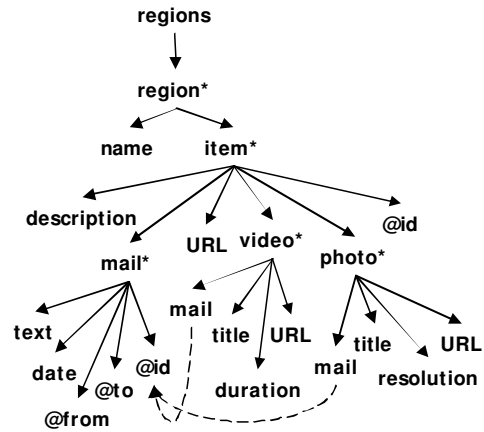 regions
region*
name item*
description @id
mail* URL video* photo*
text mail title URL mail title URL
date @to @id duration resolution
@from